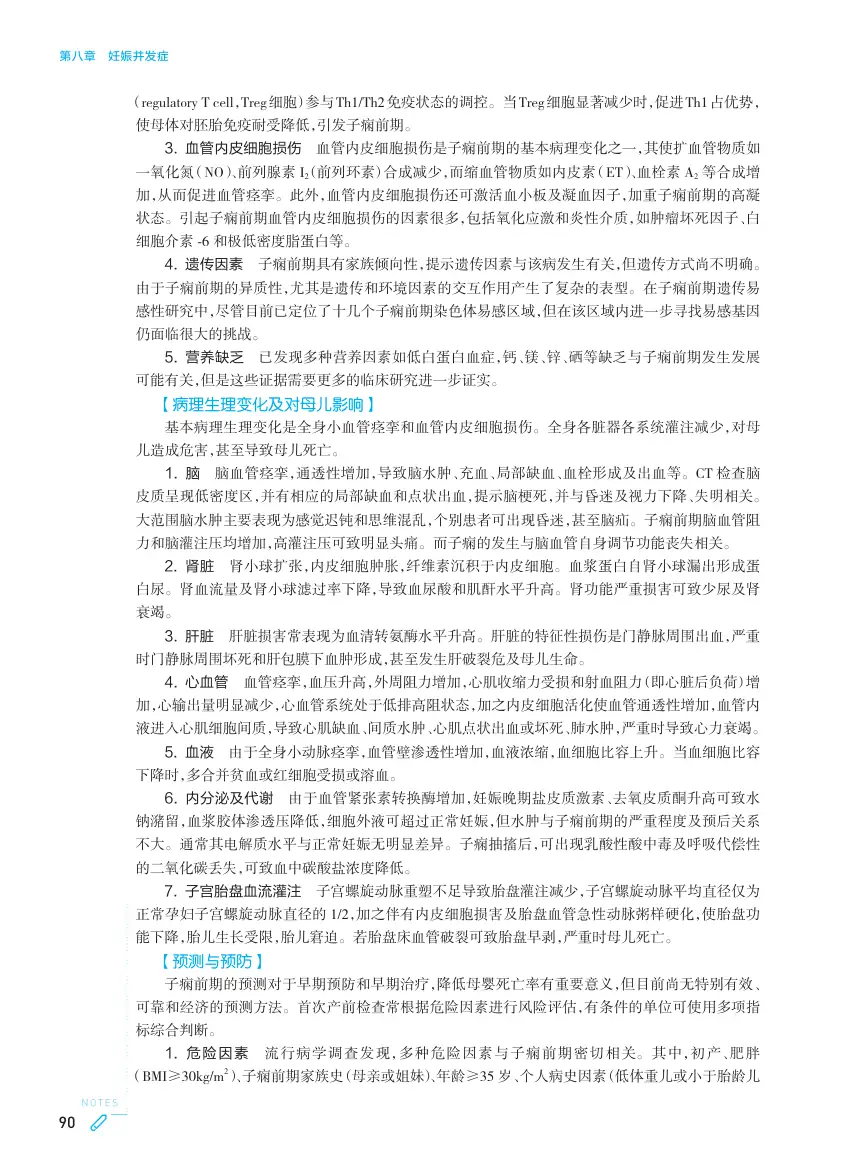 第八章　妊娠并发症
（regulatory T cell，Treg细胞）参与Th1/Th2免疫状态的调控。当Treg细胞显著减少时，促进Th1占优势，
使母体对胚胎免疫耐受降低，引发子痫前期。
3. 血管内皮细胞损伤　血管内皮细胞损伤是子痫前期的基本病理变化之一，其使扩血管物质如
一氧化氮（NO）、前列腺素 I₂（前列环素）合成减少，而缩血管物质如内皮素（ET）、血栓素 A₂ 等合成增
加，从而促进血管痉挛。此外，血管内皮细胞损伤还可激活血小板及凝血因子，加重子痫前期的高凝
状态。引起子痫前期血管内皮细胞损伤的因素很多，包括氧化应激和炎性介质，如肿瘤坏死因子、白
细胞介素 -6 和极低密度脂蛋白等。
4. 遗传因素　子痫前期具有家族倾向性，提示遗传因素与该病发生有关，但遗传方式尚不明确。
由于子痫前期的异质性，尤其是遗传和环境因素的交互作用产生了复杂的表型。在子痫前期遗传易
感性研究中，尽管目前已定位了十几个子痫前期染色体易感区域，但在该区域内进一步寻找易感基因
仍面临很大的挑战。
5. 营养缺乏　已发现多种营养因素如低白蛋白血症，钙、镁、锌、硒等缺乏与子痫前期发生发展
可能有关，但是这些证据需要更多的临床研究进一步证实。
【病理生理变化及对母儿影响】
基本病理生理变化是全身小血管痉挛和血管内皮细胞损伤。全身各脏器各系统灌注减少，对母
儿造成危害，甚至导致母儿死亡。
1. 脑　脑血管痉挛，通透性增加，导致脑水肿、充血、局部缺血、血栓形成及出血等。CT 检查脑
皮质呈现低密度区，并有相应的局部缺血和点状出血，提示脑梗死，并与昏迷及视力下降、失明相关。
大范围脑水肿主要表现为感觉迟钝和思维混乱，个别患者可出现昏迷，甚至脑疝。子痫前期脑血管阻
力和脑灌注压均增加，高灌注压可致明显头痛。而子痫的发生与脑血管自身调节功能丧失相关。
2. 肾脏　肾小球扩张，内皮细胞肿胀，纤维素沉积于内皮细胞。血浆蛋白自肾小球漏出形成蛋
白尿。肾血流量及肾小球滤过率下降，导致血尿酸和肌酐水平升高。肾功能严重损害可致少尿及肾
衰竭。
3. 肝脏　肝脏损害常表现为血清转氨酶水平升高。肝脏的特征性损伤是门静脉周围出血，严重
时门静脉周围坏死和肝包膜下血肿形成，甚至发生肝破裂危及母儿生命。
4. 心血管　血管痉挛，血压升高，外周阻力增加，心肌收缩力受损和射血阻力（即心脏后负荷）增
加，心输出量明显减少，心血管系统处于低排高阻状态，加之内皮细胞活化使血管通透性增加，血管内
液进入心肌细胞间质，导致心肌缺血、间质水肿、心肌点状出血或坏死、肺水肿，严重时导致心力衰竭。
5. 血液　由于全身小动脉痉挛，血管壁渗透性增加，血液浓缩，血细胞比容上升。当血细胞比容
下降时，多合并贫血或红细胞受损或溶血。
6. 内分泌及代谢　由于血管紧张素转换酶增加，妊娠晚期盐皮质激素、去氧皮质酮升高可致水
钠潴留，血浆胶体渗透压降低，细胞外液可超过正常妊娠，但水肿与子痫前期的严重程度及预后关系
不大。通常其电解质水平与正常妊娠无明显差异。子痫抽搐后，可出现乳酸性酸中毒及呼吸代偿性
的二氧化碳丢失，可致血中碳酸盐浓度降低。
7. 子宫胎盘血流灌注　子宫螺旋动脉重塑不足导致胎盘灌注减少，子宫螺旋动脉平均直径仅为
正常孕妇子宫螺旋动脉直径的 1/2，加之伴有内皮细胞损害及胎盘血管急性动脉粥样硬化，使胎盘功
能下降，胎儿生长受限，胎儿窘迫。若胎盘床血管破裂可致胎盘早剥，严重时母儿死亡。
【预测与预防】
子痫前期的预测对于早期预防和早期治疗，降低母婴死亡率有重要意义，但目前尚无特别有效、
可靠和经济的预测方法。首次产前检查常根据危险因素进行风险评估，有条件的单位可使用多项指
标综合判断。
1. 危险因素　流行病学调查发现，多种危险因素与子痫前期密切相关。其中，初产、肥胖
（BMI≥30kg/m²）、子痫前期家族史（母亲或姐妹）、年龄≥35 岁、个人病史因素（低体重儿或小于胎龄儿
NOTES
90